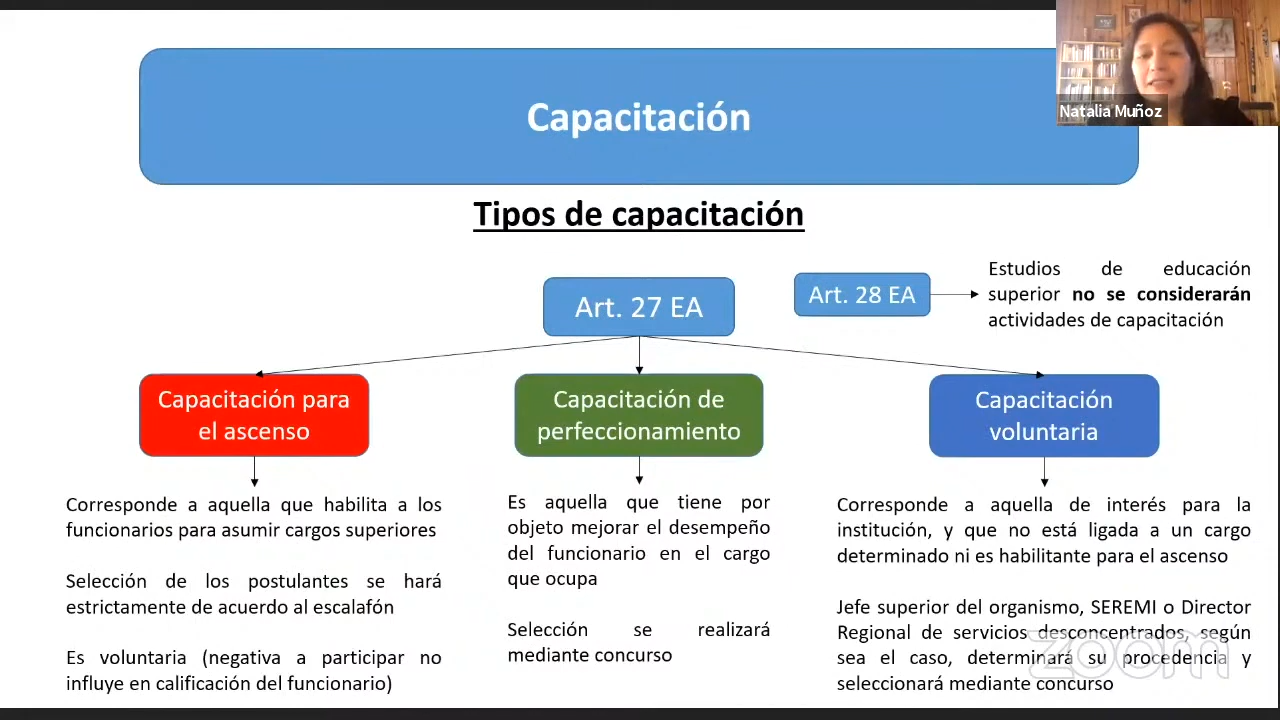 Capacitación
Natalia Muñoz
Tipos de capacitación
Art. 27 EA
Art. 28 EA
Estudios de educación
superior no se considerarán
actividades de capacitación
Capacitación para
el ascenso
Corresponde a aquella que habilita a los
funcionarios para asumir cargos superiores
Selección de los postulantes se hará
estrictamente de acuerdo al escalafón
Es voluntaria (negativa a participar no
influye en calificación del funcionario)
Capacitación de
perfeccionamiento
Es aquella que tiene por
objeto mejorar el desempeño
del funcionario en el cargo
que ocupa
Selección se realizará
mediante concurso
Capacitación
voluntaria
Corresponde a aquella de interés para la
institución, y que no está ligada a un cargo
determinado ni es habilitante para el ascenso
Jefe superior del organismo, SEREMI o Director
Regional de servicios desconcentrados, según
sea el caso, determinará su procedencia y
seleccionará mediante concurso
zoom